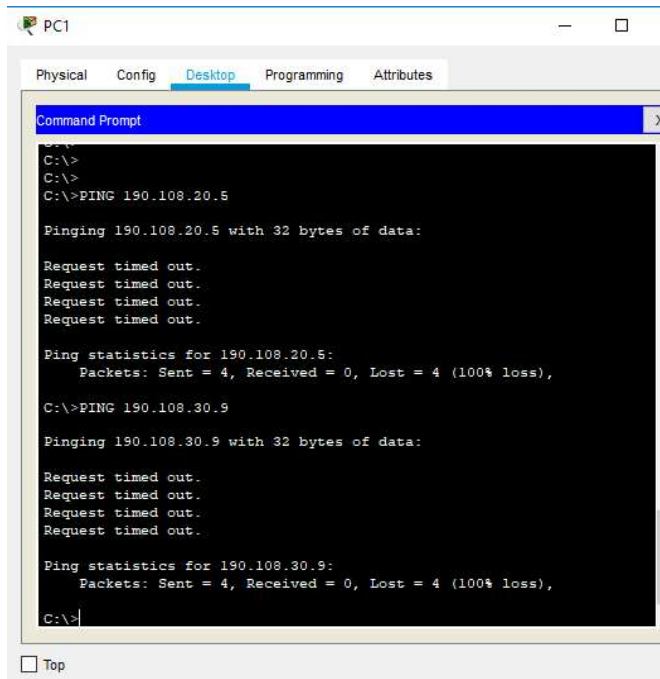 PC1
Physical Config Desktop Programming Attributes
Command Prompt
C:\>
C:\>
C:\>PING 190.108.20.5
Pinging 190.108.20.5 with 32 bytes of data:
Request timed out.
Request timed out.
Request timed out.
Request timed out.
Ping statistics for 190.108.20.5:
Packets: Sent = 4, Received = 0, Lost = 4 (100% loss),
C:\>PING 190.108.30.9
Pinging 190.108.30.9 with 32 bytes of data:
Request timed out.
Request timed out.
Request timed out.
Request timed out.
Ping statistics for 190.108.30.9:
Packets: Sent = 4, Received = 0, Lost = 4 (100% loss),
C:\>
Top